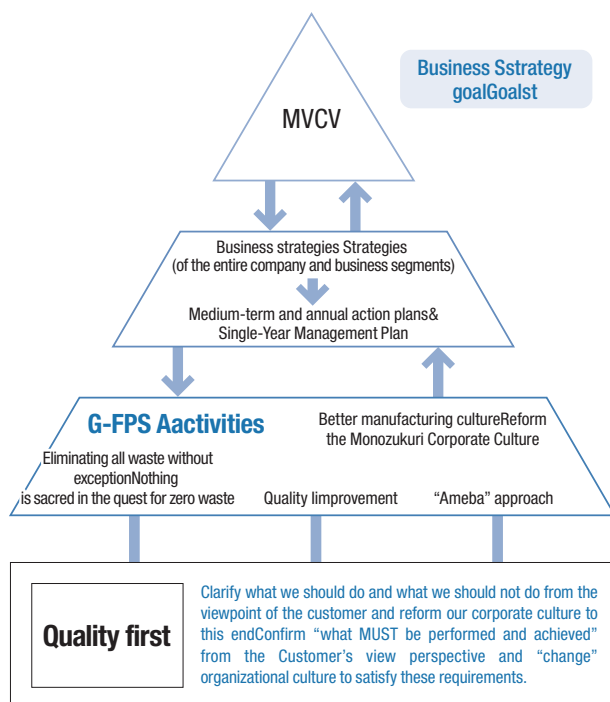 Business Sstrategy
goalGoalst
MVCV
Business strategies Strategies
(of the entire company and business segments)
Medium-term and annual action plans&
Single-Year Management Plan
G-FPS Aactivities
Better manufacturing cultureReform
the Monozukuri Corporate Culture
Eliminating all waste without
exceptionNothing
is sacred in the quest for zero waste
Quality Iimprovement
“Ameba” approach
Quality first
Clarify what we should do and what we should not do from the
viewpoint of the customer and reform our corporate culture to
this endConfirm “what MUST be performed and achieved”
from the Customer’s view perspective and “change”
organizational culture to satisfy these requirements.